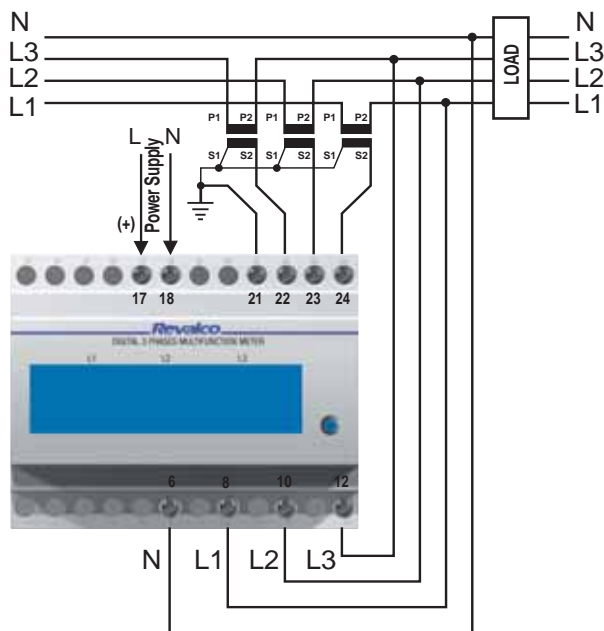 N N
L3 L3
L2 L2
L1 L1
LOAD
P1 P2 P1 P2 P1 P2
S1 S2 S1 S2 S1 S2
L N
(+)
Power Supply
17 18 21 22 23 24
Revalco
DIGITAL 3 PHASES MULTIFUNCTION METER
L1 L2 L3
6 8 10 12
N L1 L2 L3